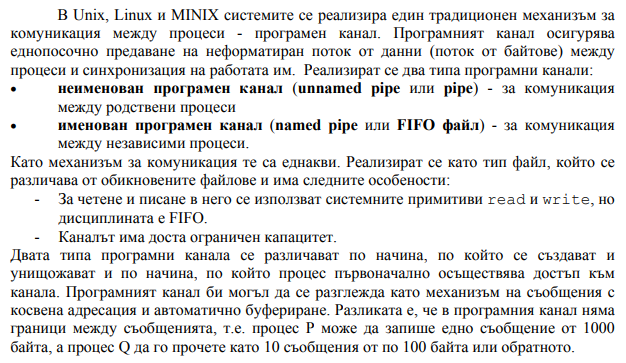 В Unix, Linux и MINIX системите се реализира един традиционен механизъм за
комуникация между процеси - програмен канал. Програмният канал осигурява
еднопосочно предаване на неформатиран поток от данни (поток от байтове) между
процеси и синхронизация на работата им. Реализират се два типа програмни канали:
• неименован програмен канал (unnamed pipe или pipe) - за комуникация
между родствени процеси
• именован програмен канал (named pipe или FIFO файл) - за комуникация
между независими процеси.
Като механизъм за комуникация те са еднакви. Реализират се като тип файл, който се
различава от обикновените файлове и има следните особености:
- За четене и писане в него се използват системните примитиви read и write, но
дисциплината е FIFO.
- Каналът има доста ограничен капацитет.
Двата типа програмни канала се различават по начина, по който се създават и
унищожават и по начина, по който процес първоначално осъществява достъп към
канала. Програмният канал би могъл да се разглежда като механизъм на съобщения с
косвена адресация и автоматично буфериране. Разликата е, че в програмния канал няма
граници между съобщенията, т.е. процес P може да запише едно съобщение от 1000
байта, а процес Q да го прочете като 10 съобщения от по 100 байта или обратното.